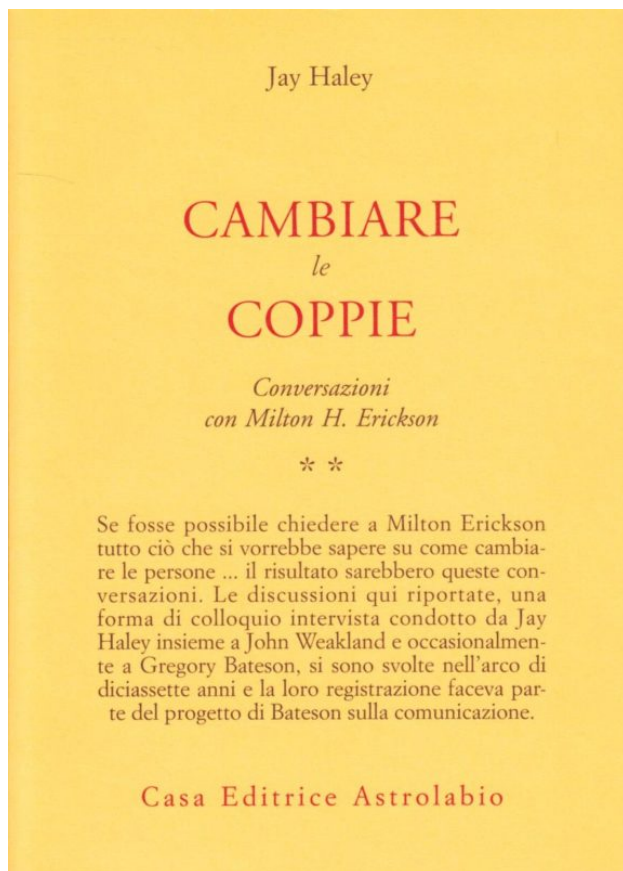 Jay Haley
CAMBIARE
le
COPPIE
Conversazioni
con Milton H. Erickson
* *
Se fosse possibile chiedere a Milton Erickson
tutto ciò che si vorrebbe sapere su come cambia-
re le persone ... il risultato sarebbero queste con-
versazioni. Le discussioni qui riportate, una
forma di colloquio intervista condotto da Jay
Haley insieme a John Weakland e occasionalmen-
te a Gregory Bateson, si sono svolte nell'arco di
diciassette anni e la loro registrazione faceva par-
te del progetto di Bateson sulla comunicazione.
Casa Editrice Astrolabio